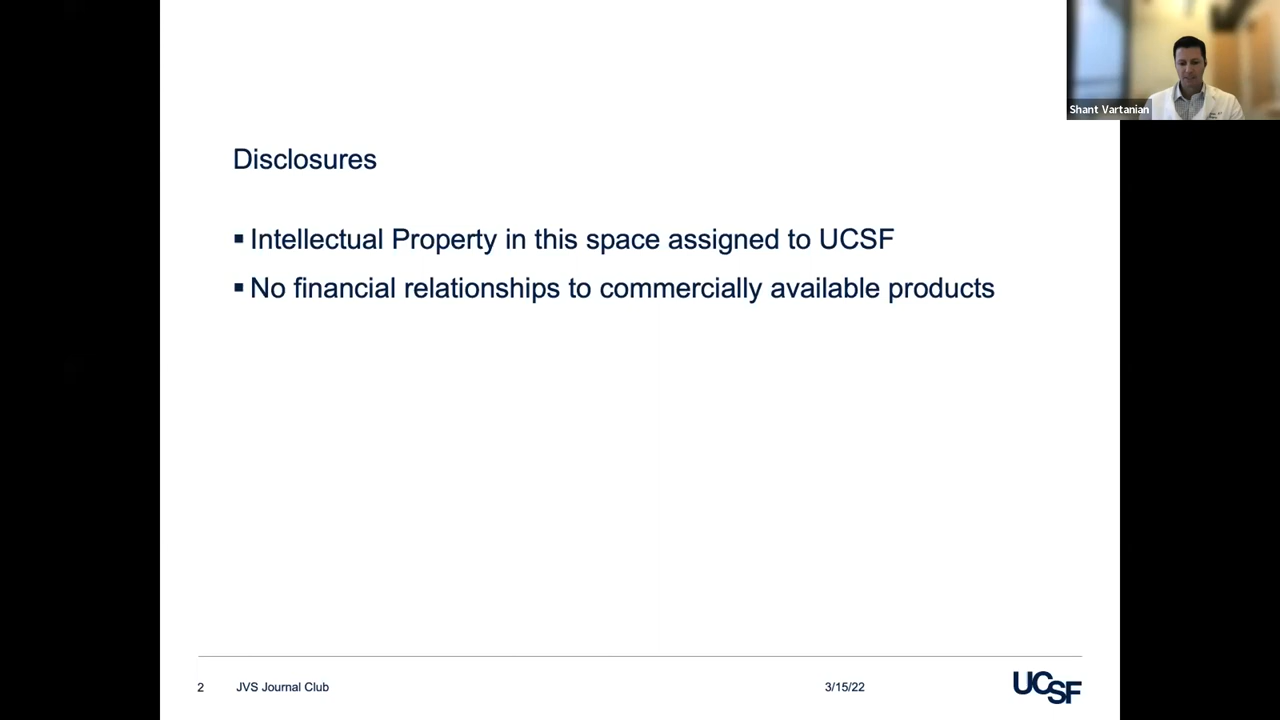 Shant Vartanian
Disclosures
▪ Intellectual Property in this space assigned to UCSF
▪ No financial relationships to commercially available products
2 JVS Journal Club 3/15/22 UCSF